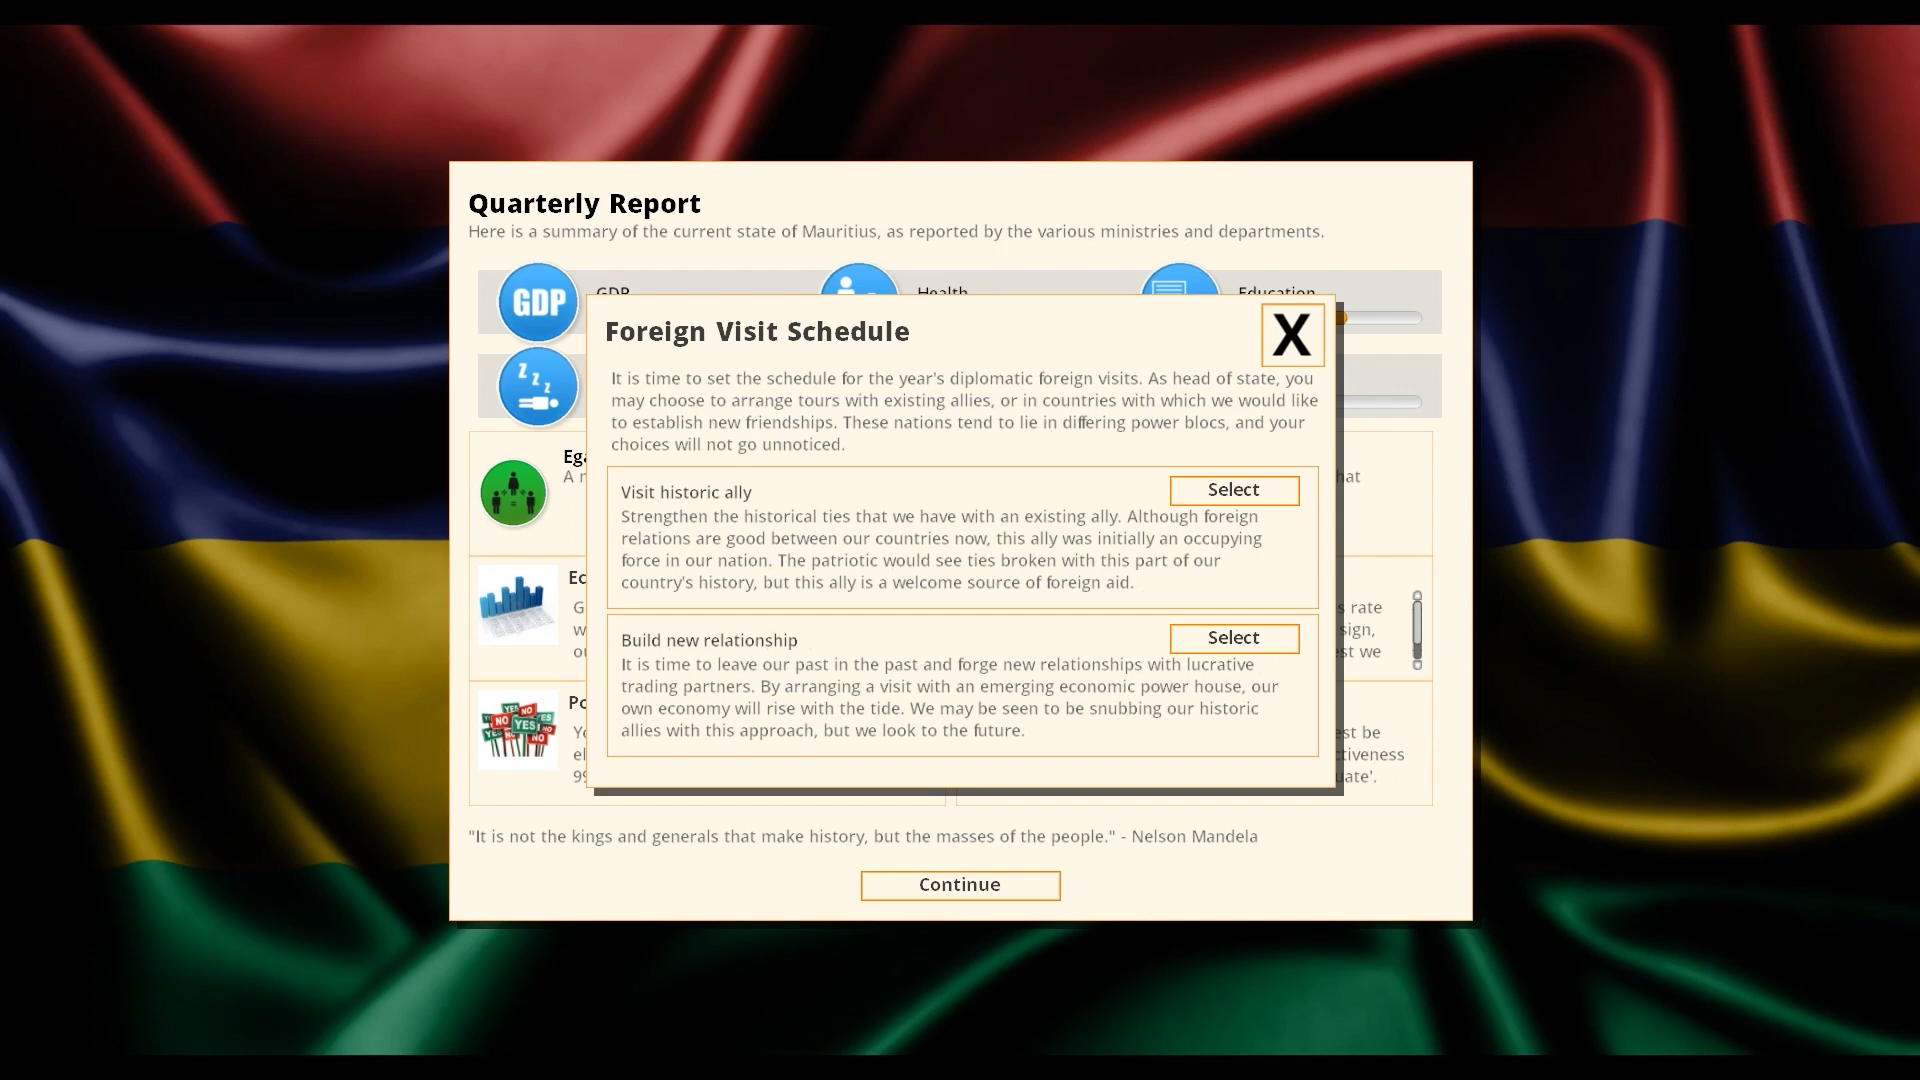 Quarterly Report
Here is a summary of the current state of Mauritius, as reported by the various ministries and departments.
GDP
GDP
Health
Education
Foreign Visit Schedule
X
It is time to set the schedule for the year's diplomatic foreign visits. As head of state, you
may choose to arrange tours with existing allies, or in countries with which we would like
to establish new friendships. These nations tend to lie in differing power blocs, and your
choices will not go unnoticed.
Visit historic ally
Select
Strengthen the historical ties that we have with an existing ally. Although foreign
relations are good between our countries now, this ally was initially an occupying
force in our nation. The patriotic would see ties broken with this part of our
country's history, but this ally is a welcome source of foreign aid.
Build new relationship
Select
It is time to leave our past in the past and forge new relationships with lucrative
trading partners. By arranging a visit with an emerging economic power house, our
own economy will rise with the tide. We may be seen to be snubbing our historic
allies with this approach, but we look to the future.
s rate
sign,
est be
"It is not the kings and generals that make history, but the masses of the people." - Nelson Mandela
Continue